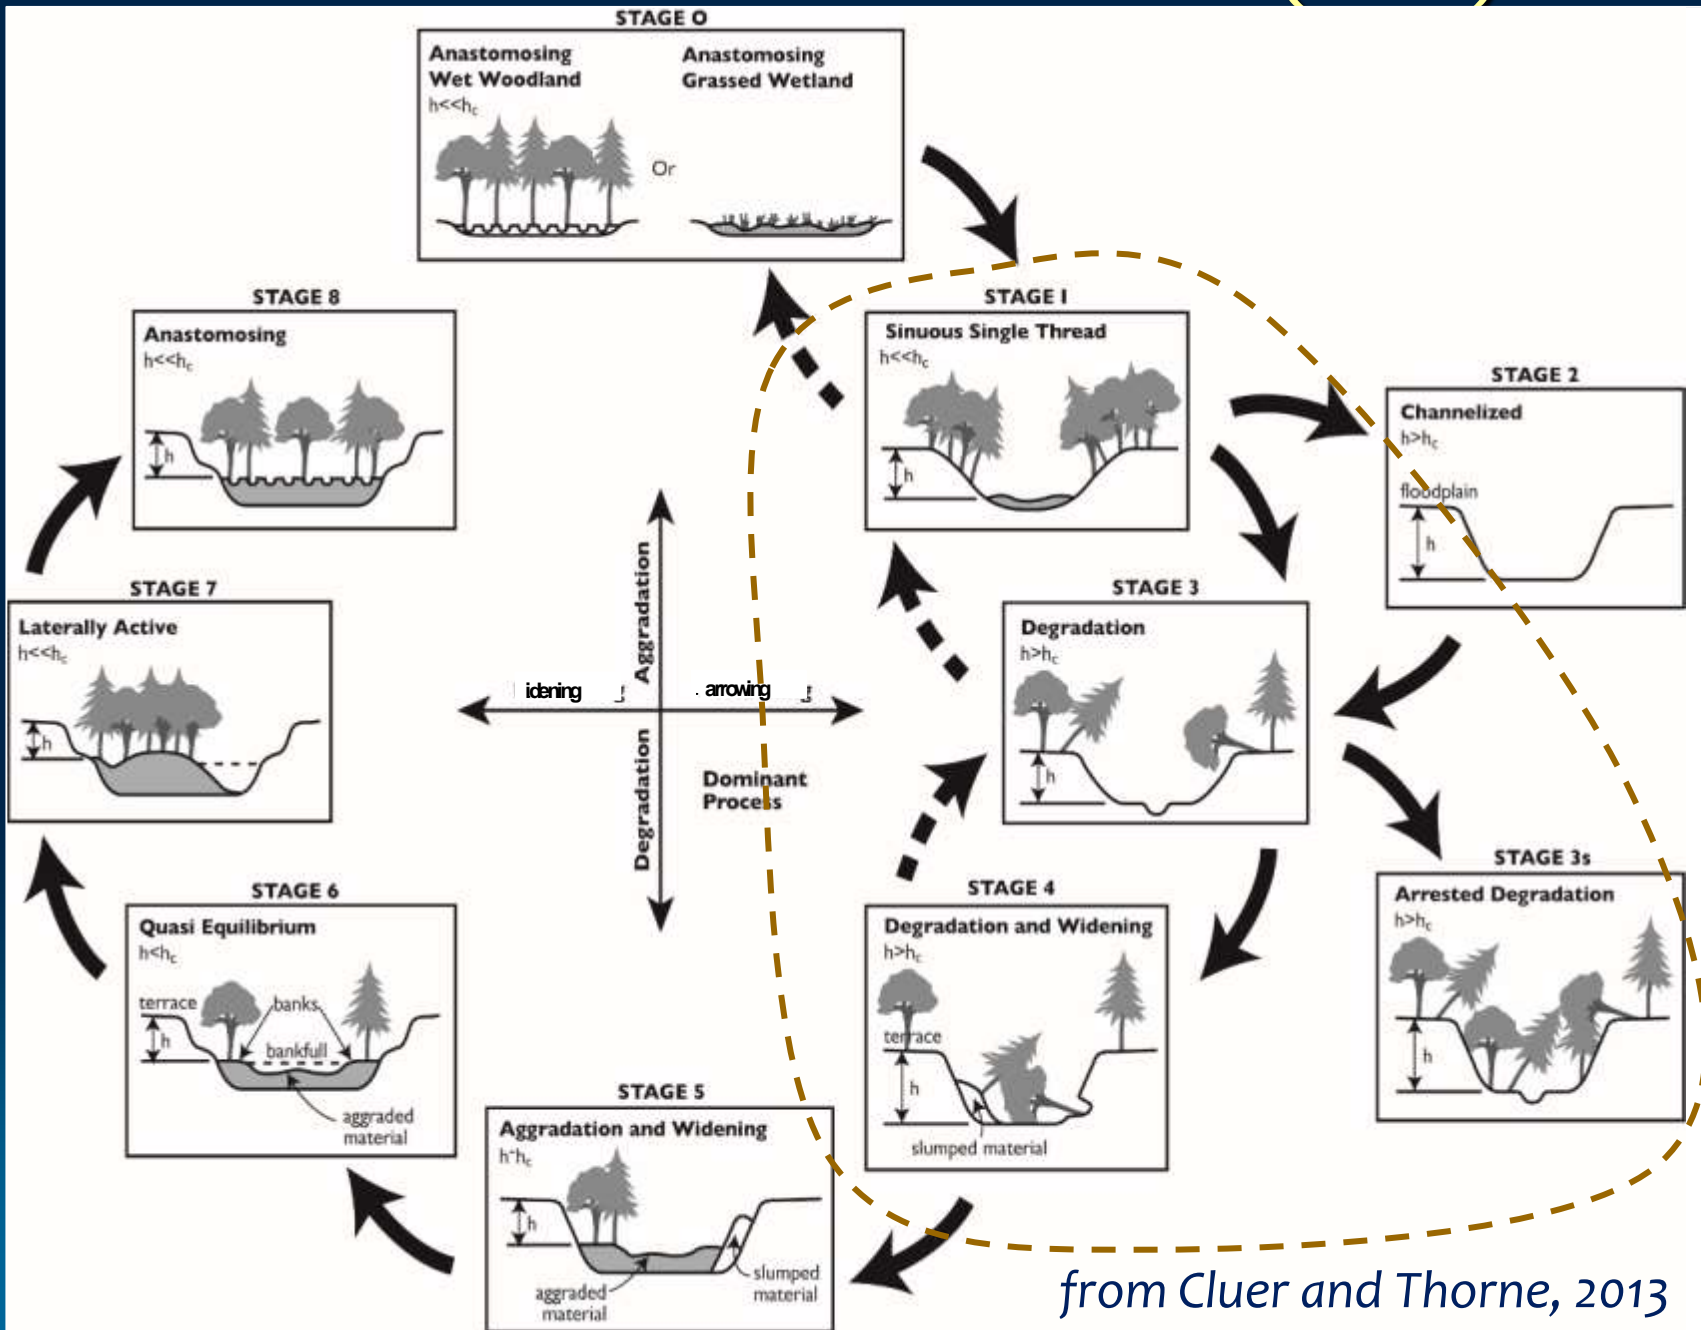 STAGE O
Anastomosing
Wet Woodland
h<<hc
Anastomosing
Grassed Wetland
Or
STAGE 8
Anastomosing
h<<hc
h
STAGE I
Sinuous Single Thread
h<<hc
h
STAGE 2
Channelized
h>hc
floodplain
h
STAGE 7
Laterally Active
h<<hc
h
Aggradation
Degradation
idening
arrowing
Dominant
Process
STAGE 3
Degradation
h>hc
h
STAGE 3s
Arrested Degradation
h>hc
h
STAGE 6
Quasi Equilibrium
h<hc
terrace
banks
h
bankfull
aggraded
material
STAGE 4
Degradation and Widening
h>hc
terrace
h
slumped material
STAGE 5
Aggradation and Widening
h~hc
h
aggraded
material
slumped
material
from Cluer and Thorne, 2013